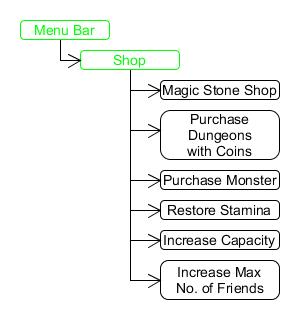 Menu Bar
Shop
Magic Stone Shop
Purchase
Dungeons
with Coins
Purchase Monster
Restore Stamina
Increase Capacity
Increase Max
No. of Friends